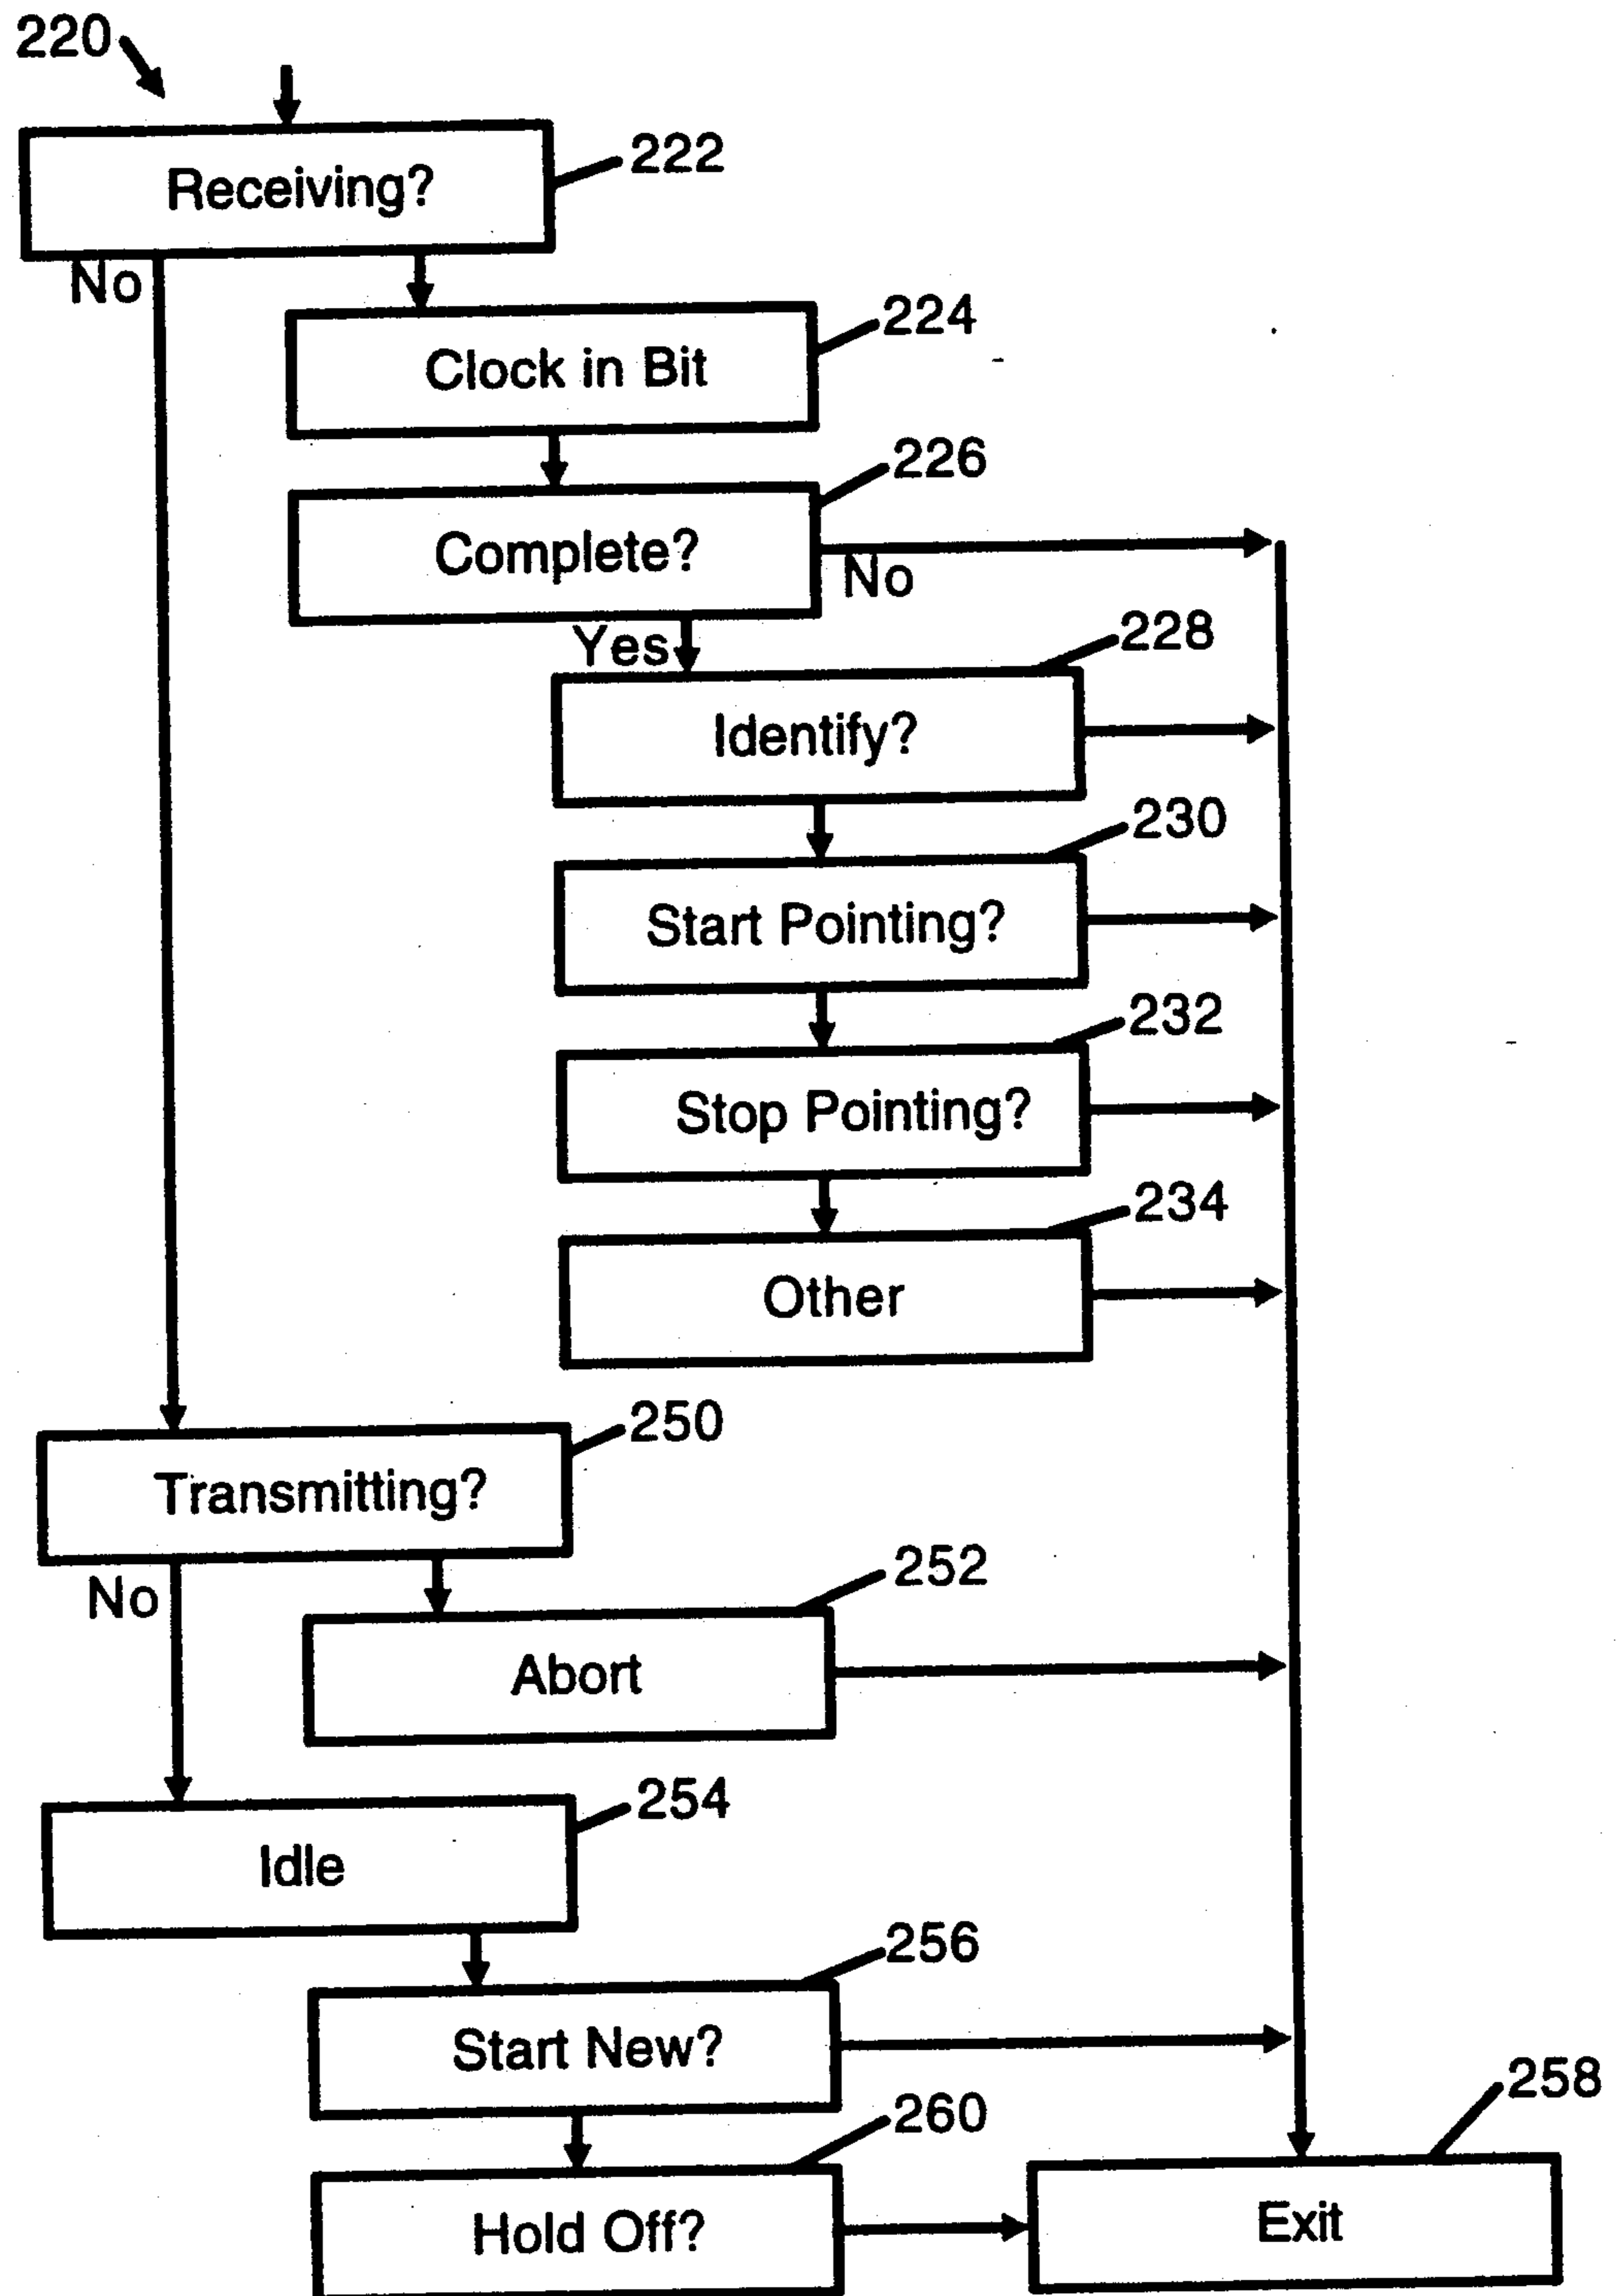 220
Receiving?
222
No
Clock in Bit
224
Complete?
226
No
Yes
Identify?
228
Start Pointing?
230
Stop Pointing?
232
Other
234
Transmitting?
250
No
Abort
252
Idle
254
Start New?
256
Hold Off?
260
Exit
258